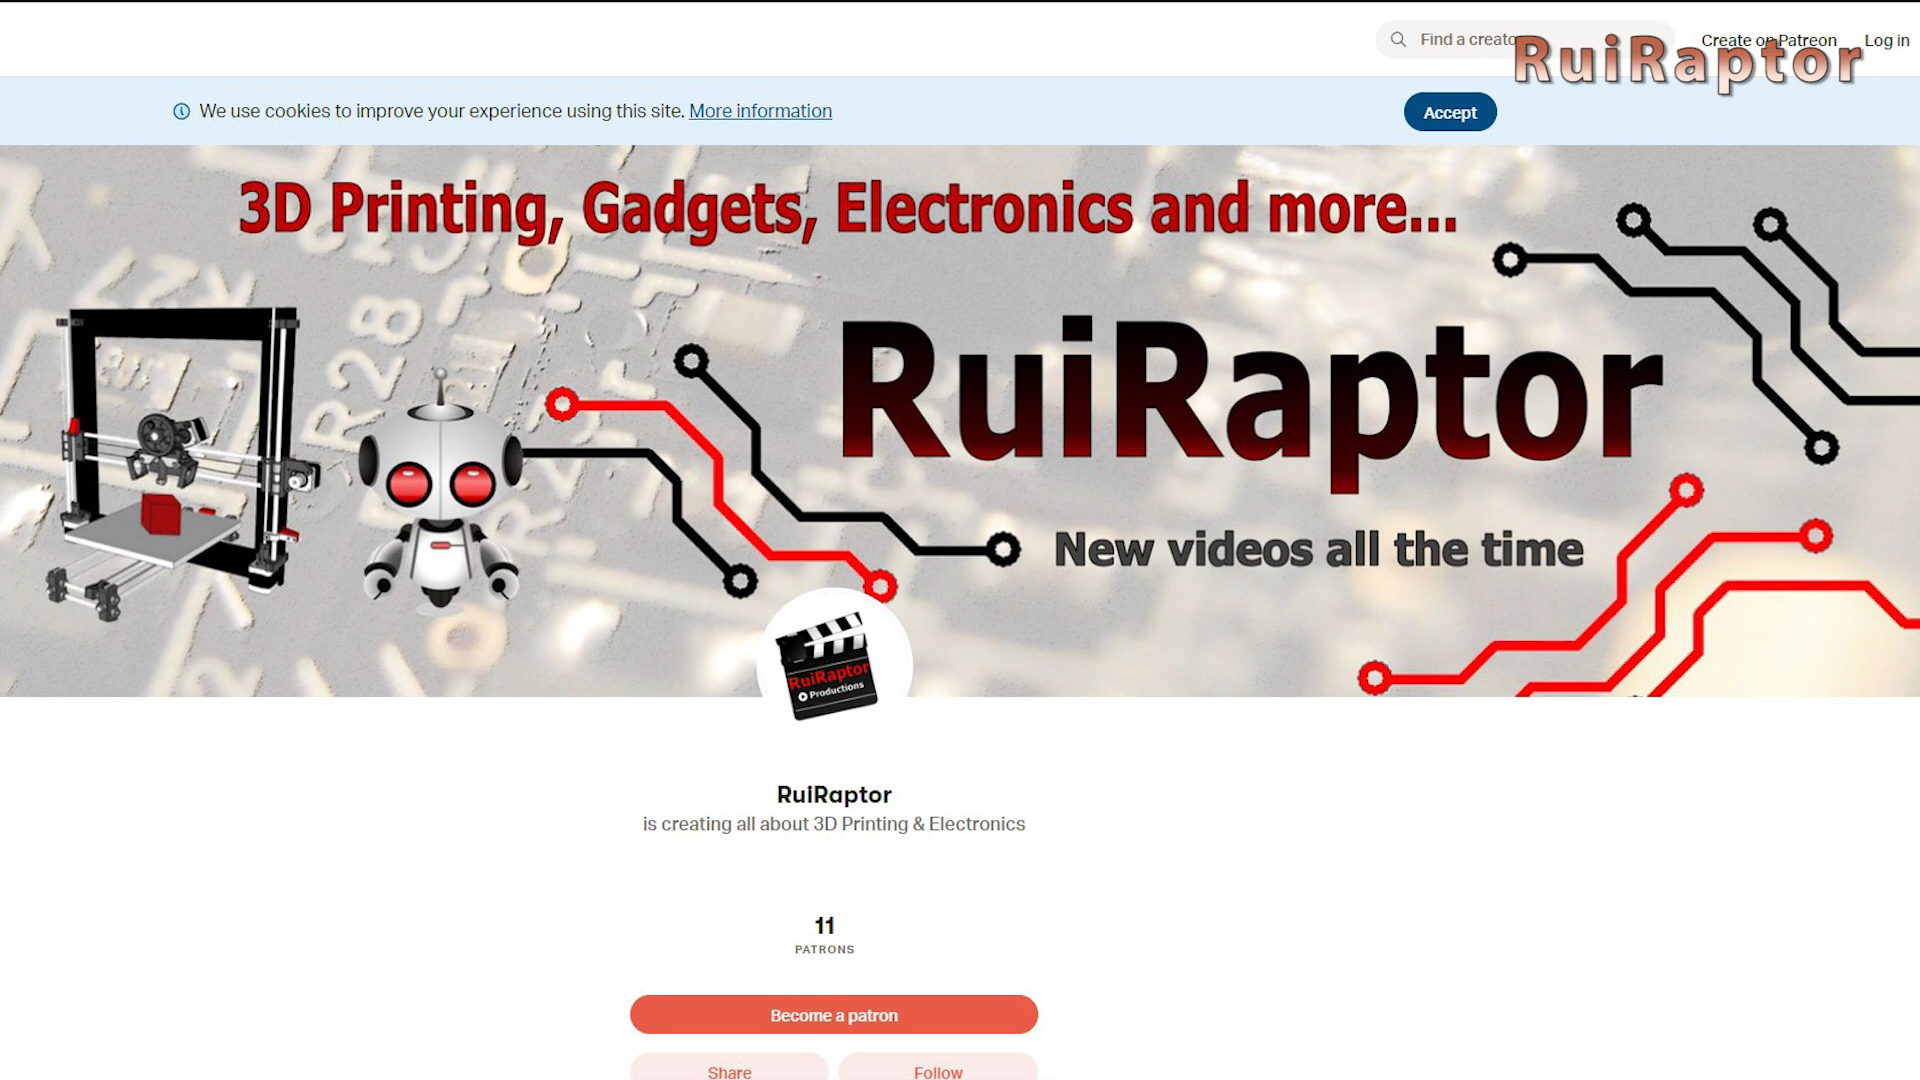 Find a creato
Create on Patreon
Log in
RuiRaptor
We use cookies to improve your experience using this site. More information
Accept
3D Printing, Gadgets, Electronics and more...
R28
RuiRaptor
New videos all the time
RuiRaptor
Productions
RuiRaptor
is creating all about 3D Printing & Electronics
11
PATRONS
Become a patron
Share
Follow